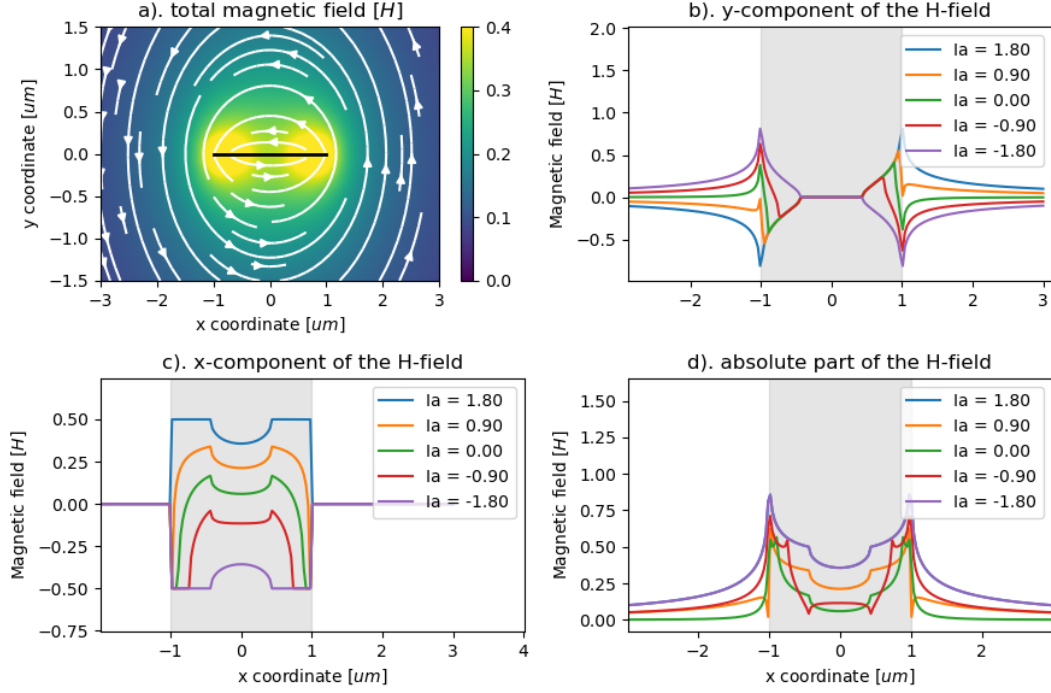 a). total magnetic field [H]
1.5
1.0
0.5
0.0
−0.5
−1.0
−1.5
y coordinate [um]
−3
−2
−1
0
1
2
3
x coordinate [um]
0.4
0.3
0.2
0.1
0.0
b). y-component of the H-field
2.0
1.5
1.0
0.5
0.0
−0.5
Magnetic field [H]
−2
−1
0
1
2
3
x coordinate [um]
Ia = 1.80
Ia = 0.90
Ia = 0.00
Ia = -0.90
Ia = -1.80
c). x-component of the H-field
0.50
0.25
0.00
−0.25
−0.50
−0.75
Magnetic field [H]
−1
0
1
2
3
4
x coordinate [um]
Ia = 1.80
Ia = 0.90
Ia = 0.00
Ia = -0.90
Ia = -1.80
d). absolute part of the H-field
1.50
1.25
1.00
0.75
0.50
0.25
0.00
Magnetic field [H]
−2
−1
0
1
2
x coordinate [um]
Ia = 1.80
Ia = 0.90
Ia = 0.00
Ia = -0.90
Ia = -1.80